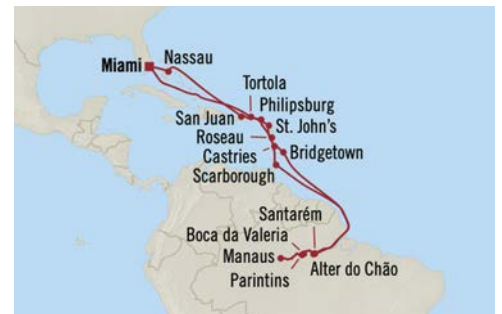 Miami
Nassau
Tortola
Philipsburg
San Juan
St. John's
Roseau
Castries
Bridgetown
Scarborough
Santarém
Boca da Valeria
Manaus
Alter do Chão
Parintins